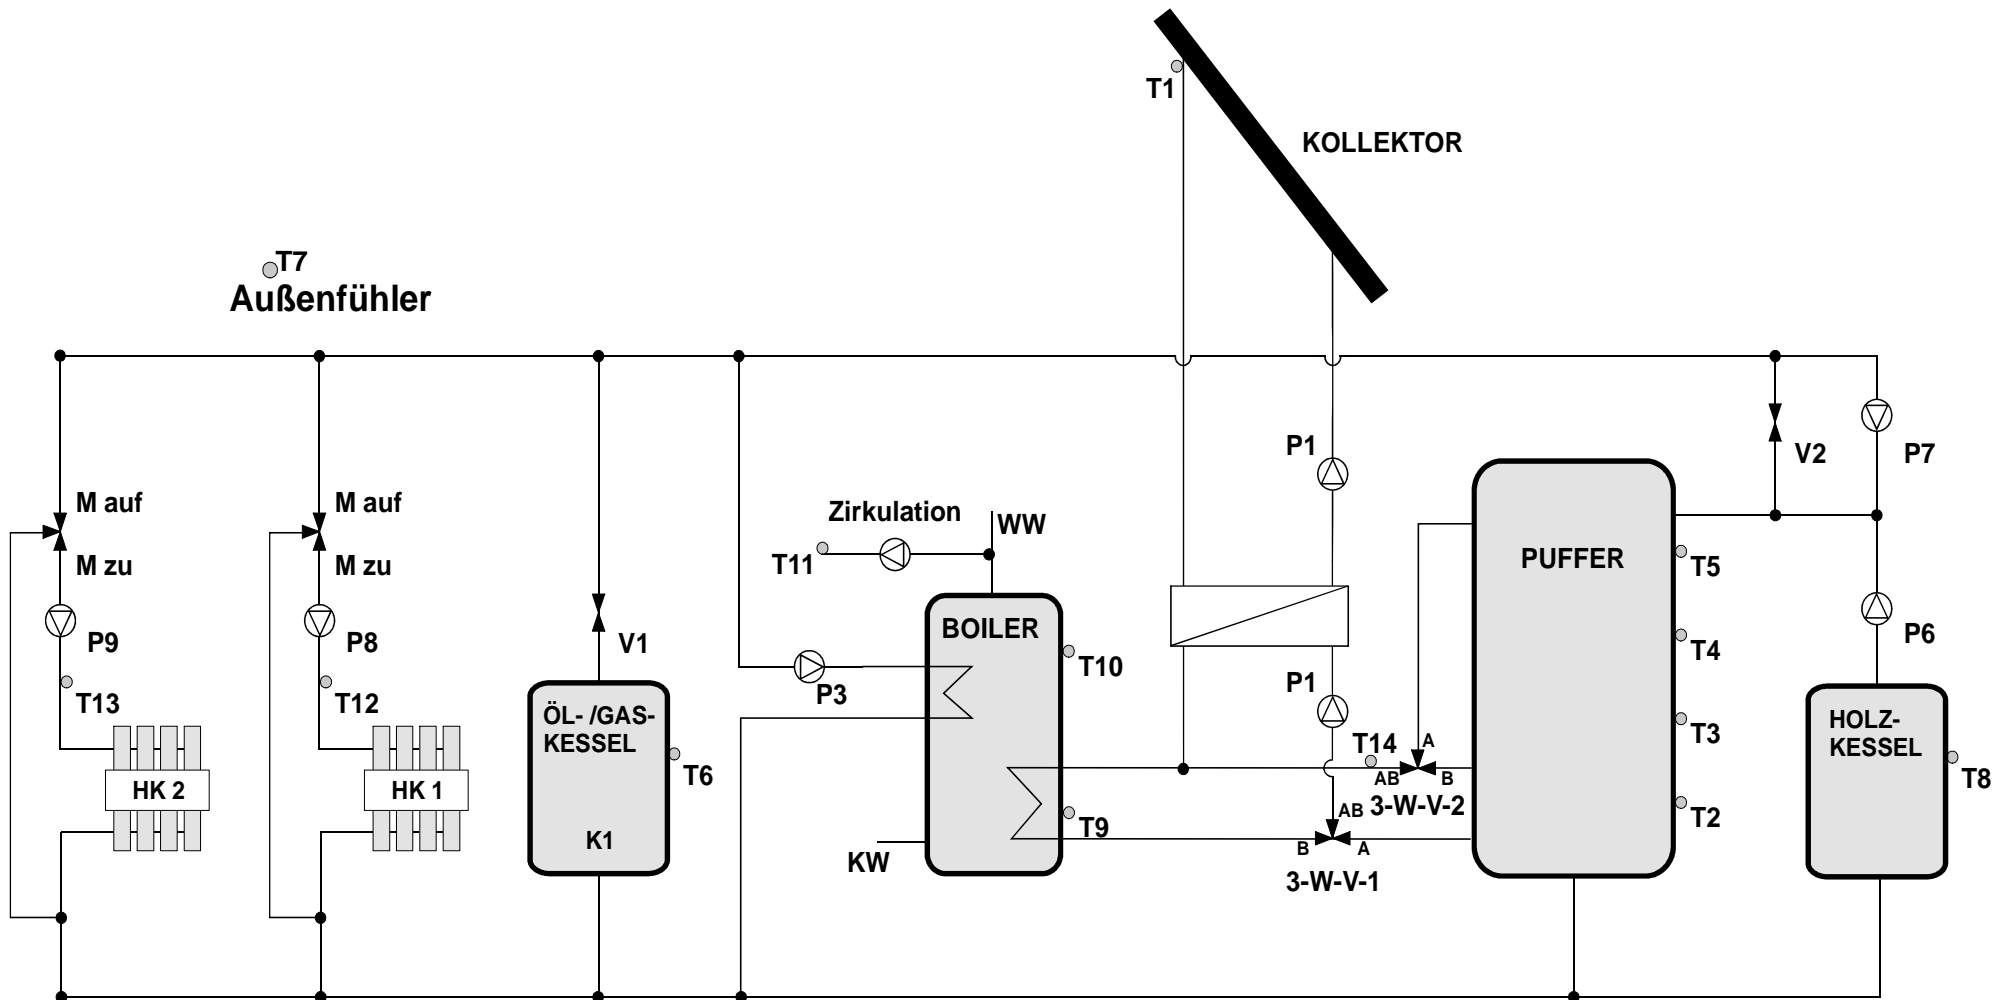 T1
KOLLEKTOR
T7
Außenfühler
M auf
M zu
P9
T13
HK 2
M auf
M zu
P8
T12
HK 1
V1
ÖL- /GAS-
KESSEL
K1
T6
Zirkulation
WW
T11
P3
BOILER
T10
T9
KW
P1
P1
T14
A
AB
B
3-W-V-2
AB
B
A
3-W-V-1
PUFFER
T5
T4
T3
T2
V2
P7
P6
HOLZ-
KESSEL
T8